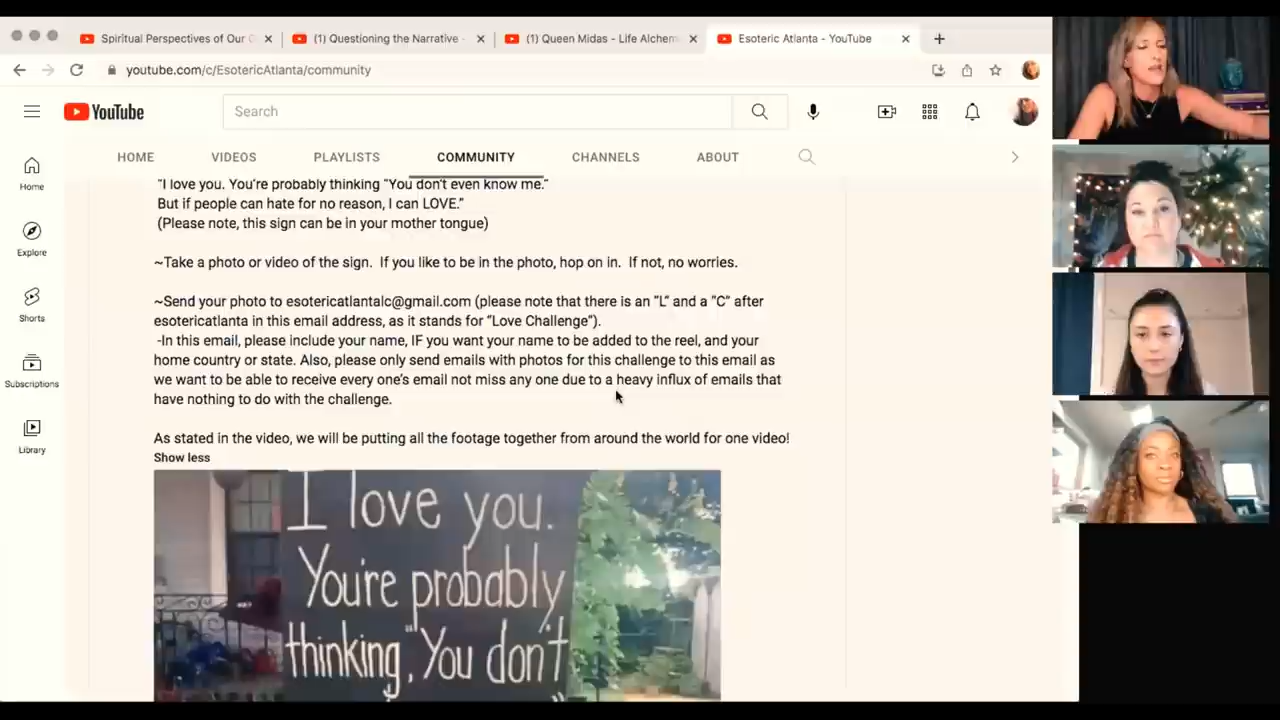 Spiritual Perspectives of Our
(1) Questioning the Narrative -
(1) Queen Midas - Life Alchem
Esoteric Atlanta - YouTube
youtube.com/c/EsotericAtlanta/community
YouTube
Search
HOME VIDEOS PLAYLISTS COMMUNITY CHANNELS ABOUT
Home
Explore
Shorts
Subscriptions
Library
"I love you. You're probably thinking "You don't even know me."
But if people can hate for no reason, I can LOVE."
(Please note, this sign can be in your mother tongue)
~Take a photo or video of the sign. If you like to be in the photo, hop on in. If not, no worries.
~Send your photo to esotericatlantalc@gmail.com (please note that there is an "L" and a "C" after
esotericatlanta in this email address, as it stands for "Love Challenge").
-In this email, please include your name, IF you want your name to be added to the reel, and your
home country or state. Also, please only send emails with photos for this challenge to this email as
we want to be able to receive every one's email not miss any one due to a heavy influx of emails that
have nothing to do with the challenge.
As stated in the video, we will be putting all the footage together from around the world for one video!
Show less
I love you.
You're probably
thinking, "You don't